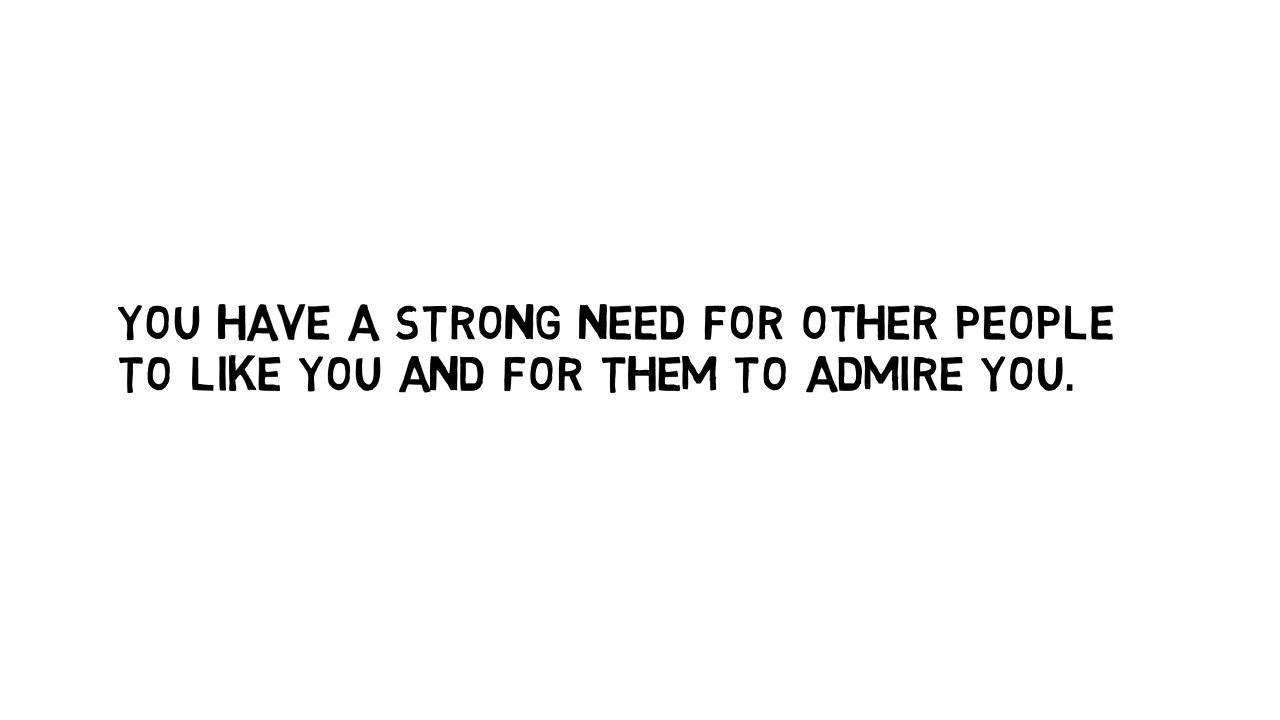 YOU HAVE A STRONG NEED FOR OTHER PEOPLE
TO LIKE YOU AND FOR THEM TO ADMIRE YOU.